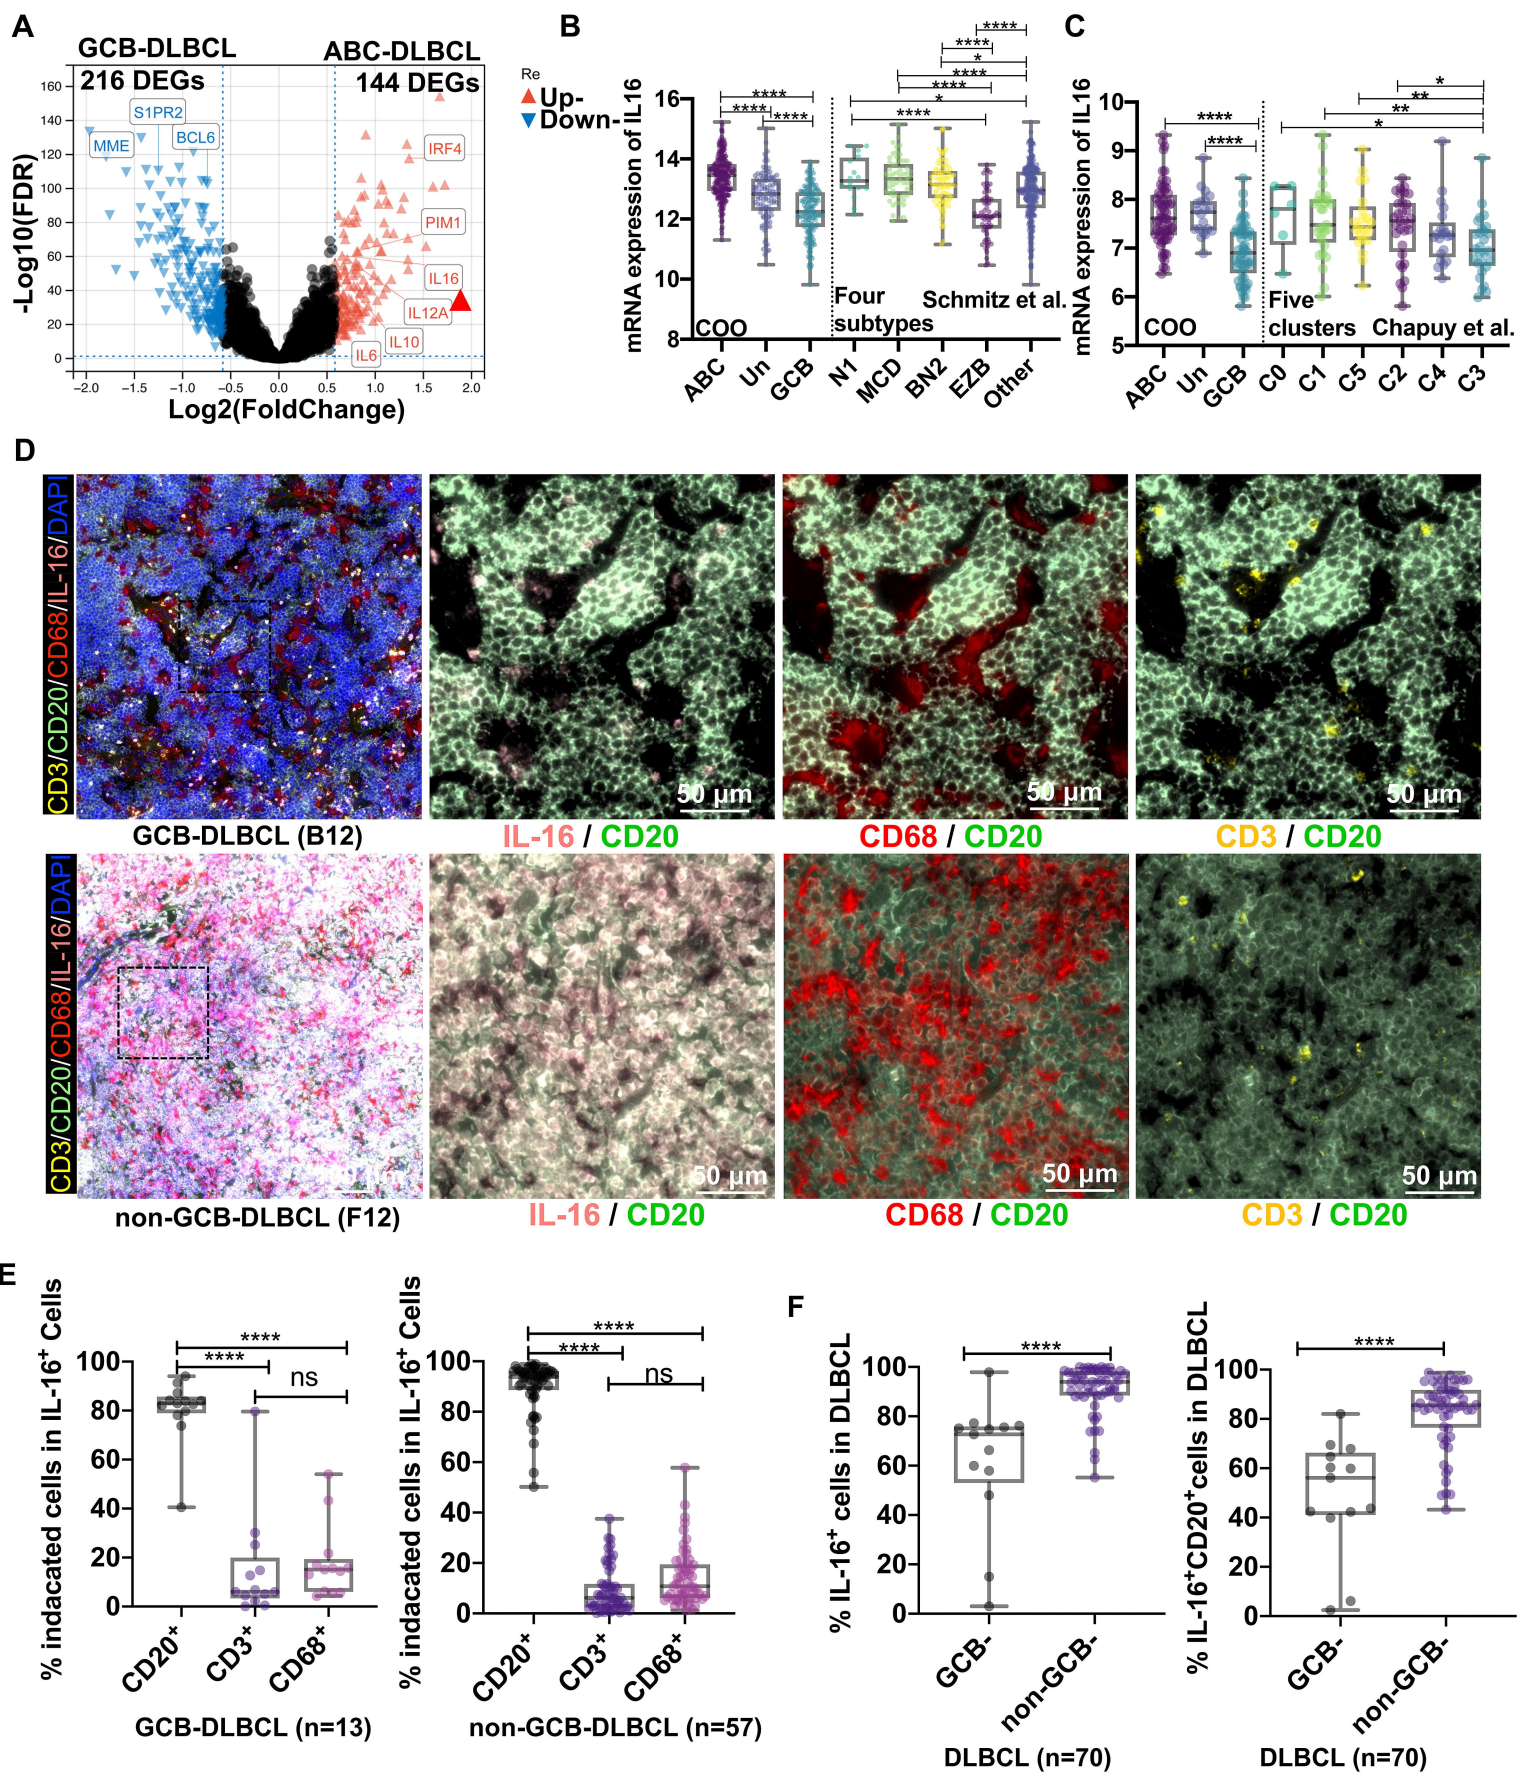 A
GCB-DLBCL
ABC-DLBCL
216 DEGs
144 DEGs
S1PR2
MME
BCL6
IRF4
PIM1
IL16
IL12A
IL10
IL6
160
140
120
100
80
60
40
20
0
-Log10(FDR)
−2.0 −1.5 −1.0 −0.5 0.0 0.5 1.0 1.5 2.0
Log2(FoldChange)
Re
Up-
Down-
B
mRNA expression of IL16
16
14
12
10
8
****
****
*
****
****
*
****
****
****
****
COO
Four
subtypes
Schmitz et al.
ABC Un GCB N1 MCD BN2 EZB Other
C
mRNA expression of IL16
10
9
8
7
6
5
*
**
**
*
****
****
COO
Five
clusters
Chapuy et al.
ABC Un GCB C0 C1 C5 C2 C4 C3
D
CD3/CD20/CD68/IL-16/DAPI
50 µm
50 µm
50 µm
GCB-DLBCL (B12)
IL-16 / CD20
CD68 / CD20
CD3 / CD20
CD3/CD20/CD68/IL-16/DAPI
50 µm
50 µm
50 µm
non-GCB-DLBCL (F12)
IL-16 / CD20
CD68 / CD20
CD3 / CD20
E
% indacated cells in IL-16+ Cells
100
80
60
40
20
0
****
****
ns
CD20+ CD3+ CD68+
GCB-DLBCL (n=13)
% indacated cells in IL-16+ Cells
100
80
60
40
20
0
****
****
ns
CD20+ CD3+ CD68+
non-GCB-DLBCL (n=57)
F
% IL-16+ cells in DLBCL
100
80
60
40
20
0
****
GCB- non-GCB-
DLBCL (n=70)
% IL-16+CD20+cells in DLBCL
100
80
60
40
20
0
****
GCB- non-GCB-
DLBCL (n=70)